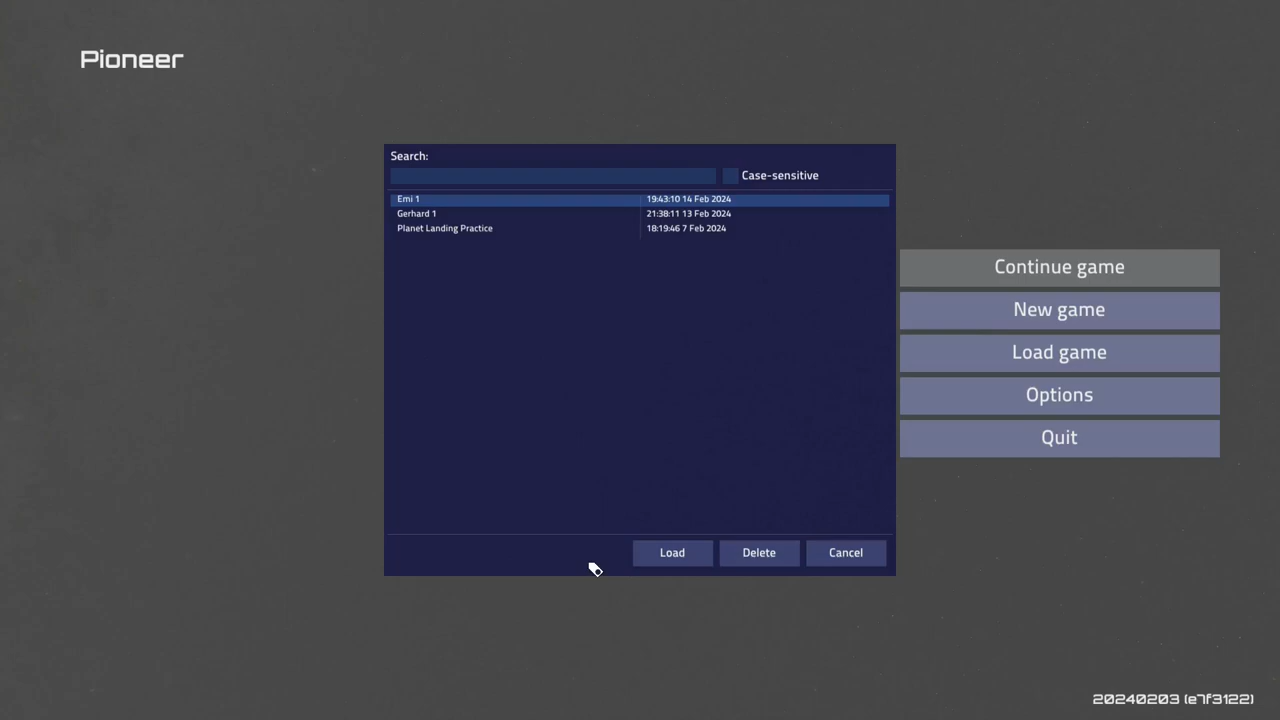 Pioneer
Search:
Case-sensitive
Emi 1 19:43:10 14 Feb 2024
Gerhard 1 21:38:11 13 Feb 2024
Planet Landing Practice 18:19:46 7 Feb 2024
Continue game
New game
Load game
Options
Quit
Load Delete Cancel
20240203 (e7f3122)